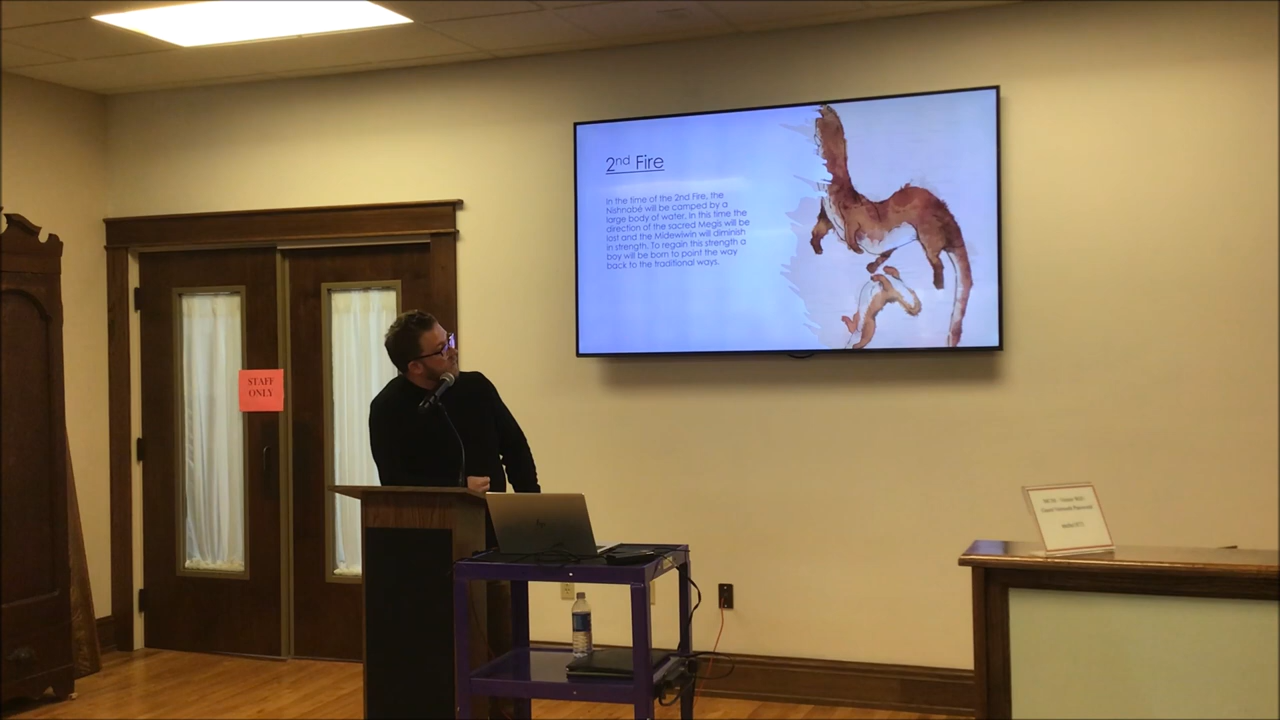 2nd Fire
In the time of the 2nd Fire, the
Nishnabé will be camped by a
large body of water. In this time the
direction of the sacred Megis will be
lost and the Midewiwin will diminish
in strength. To regain this strength a
boy will be born to point the way
back to the traditional ways.
STAFF
ONLY
hp